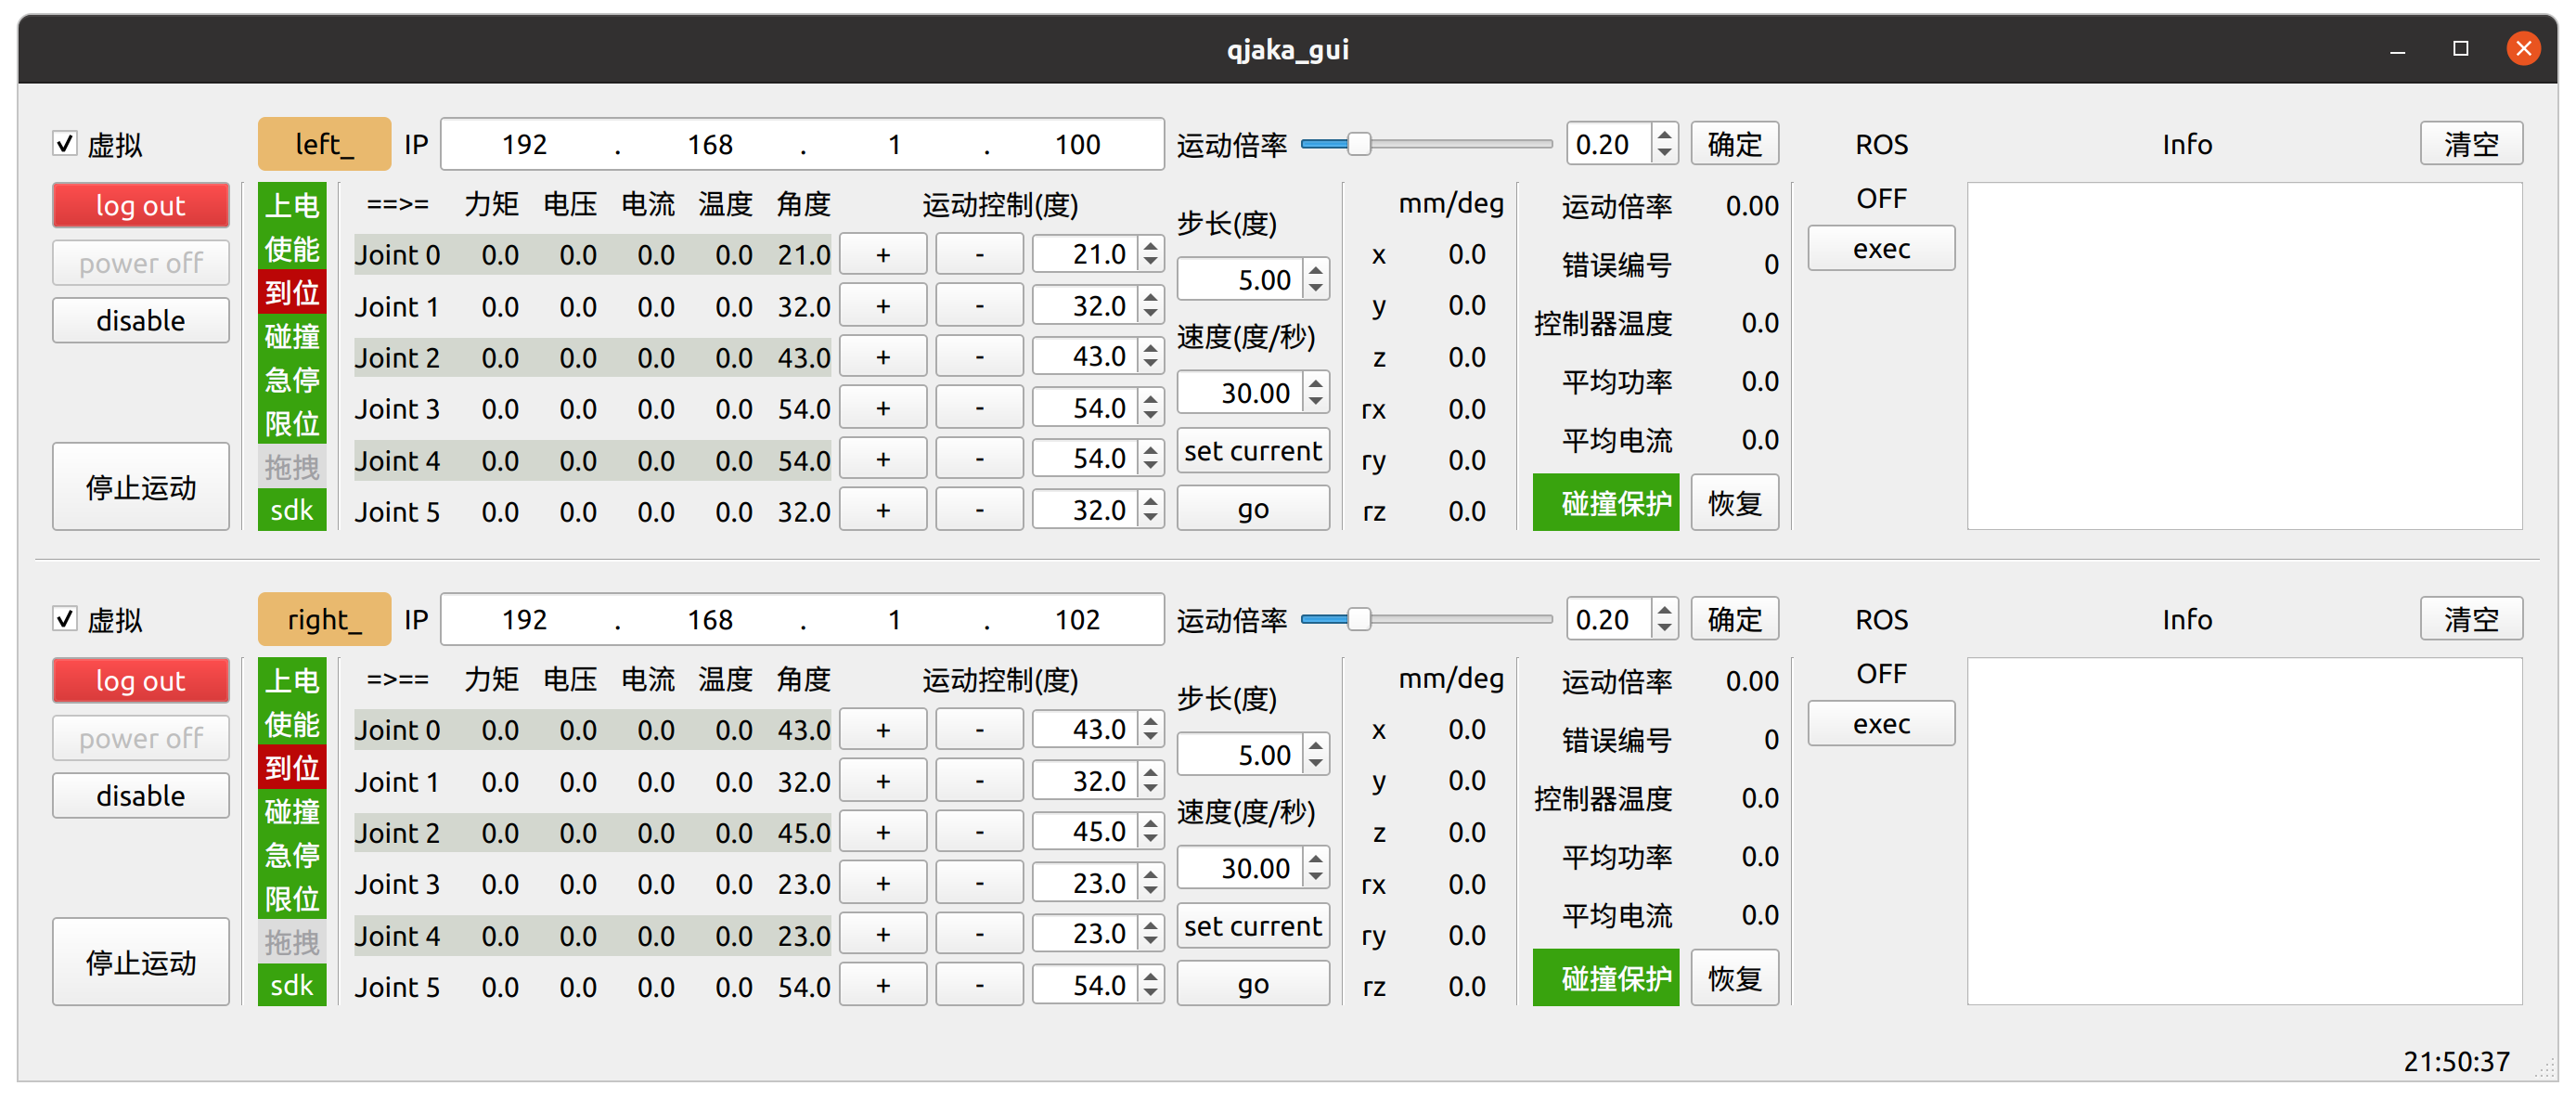 qjaka_gui
虚拟 left_ IP 192 . 168 . 1 . 100 运动倍率 0.20 确定 ROS Info 清空
log out 上电 ==>= 力矩 电压 电流 温度 角度 运动控制(度) 步长(度) mm/deg 运动倍率 0.00 OFF
power off 使能 Joint 0 0.0 0.0 0.0 0.0 21.0 + - 21.0 5.00 x 0.0 错误编号 0 exec
disable 到位 Joint 1 0.0 0.0 0.0 0.0 32.0 + - 32.0 速度(度/秒) y 0.0 控制器温度 0.0
碰撞 Joint 2 0.0 0.0 0.0 0.0 43.0 + - 43.0 30.00 z 0.0 平均功率 0.0
急停 Joint 3 0.0 0.0 0.0 0.0 54.0 + - 54.0 set current rx 0.0 平均电流 0.0
限位 Joint 4 0.0 0.0 0.0 0.0 54.0 + - 54.0 go ry 0.0 碰撞保护 恢复
停止运动 拖拽 Joint 5 0.0 0.0 0.0 0.0 32.0 + - 32.0 rz 0.0
sdk
虚拟 right_ IP 192 . 168 . 1 . 102 运动倍率 0.20 确定 ROS Info 清空
log out 上电 =>== 力矩 电压 电流 温度 角度 运动控制(度) 步长(度) mm/deg 运动倍率 0.00 OFF
power off 使能 Joint 0 0.0 0.0 0.0 0.0 43.0 + - 43.0 5.00 x 0.0 错误编号 0 exec
disable 到位 Joint 1 0.0 0.0 0.0 0.0 32.0 + - 32.0 速度(度/秒) y 0.0 控制器温度 0.0
碰撞 Joint 2 0.0 0.0 0.0 0.0 45.0 + - 45.0 30.00 z 0.0 平均功率 0.0
急停 Joint 3 0.0 0.0 0.0 0.0 23.0 + - 23.0 set current rx 0.0 平均电流 0.0
限位 Joint 4 0.0 0.0 0.0 0.0 23.0 + - 23.0 go ry 0.0 碰撞保护 恢复
停止运动 拖拽 Joint 5 0.0 0.0 0.0 0.0 54.0 + - 54.0 rz 0.0
sdk
21:50:37